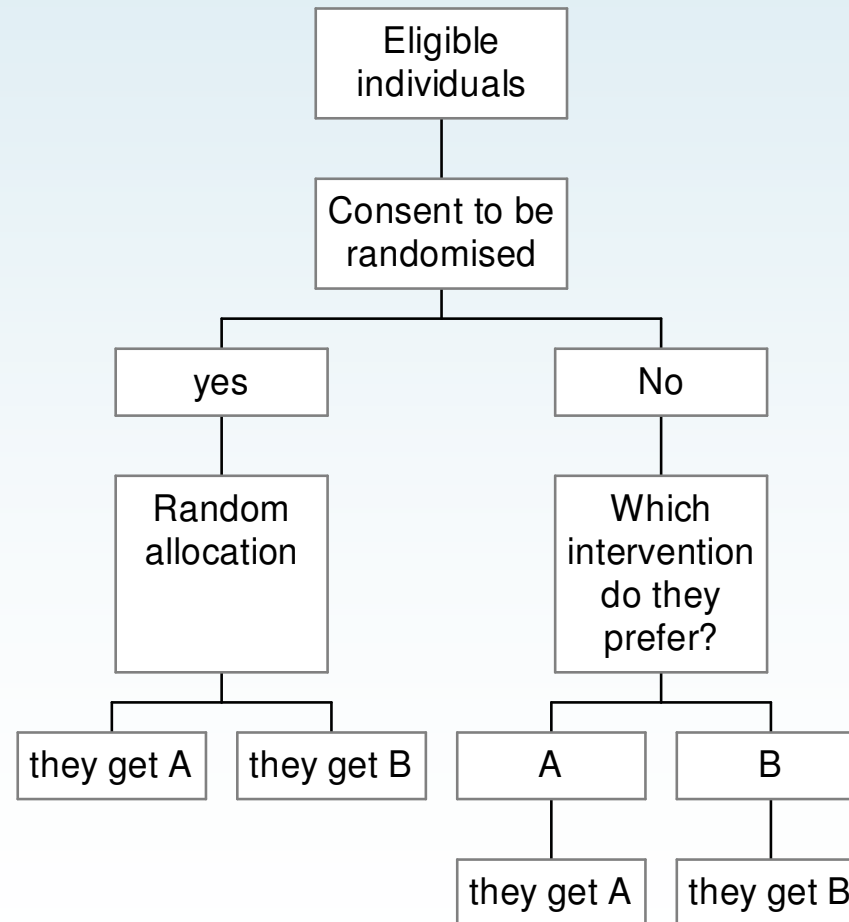 Eligible
individuals
Consent to be
randomised
yes
No
Random
allocation
Which
intervention
do they
prefer?
they get A
they get B
A
B
they get A
they get B